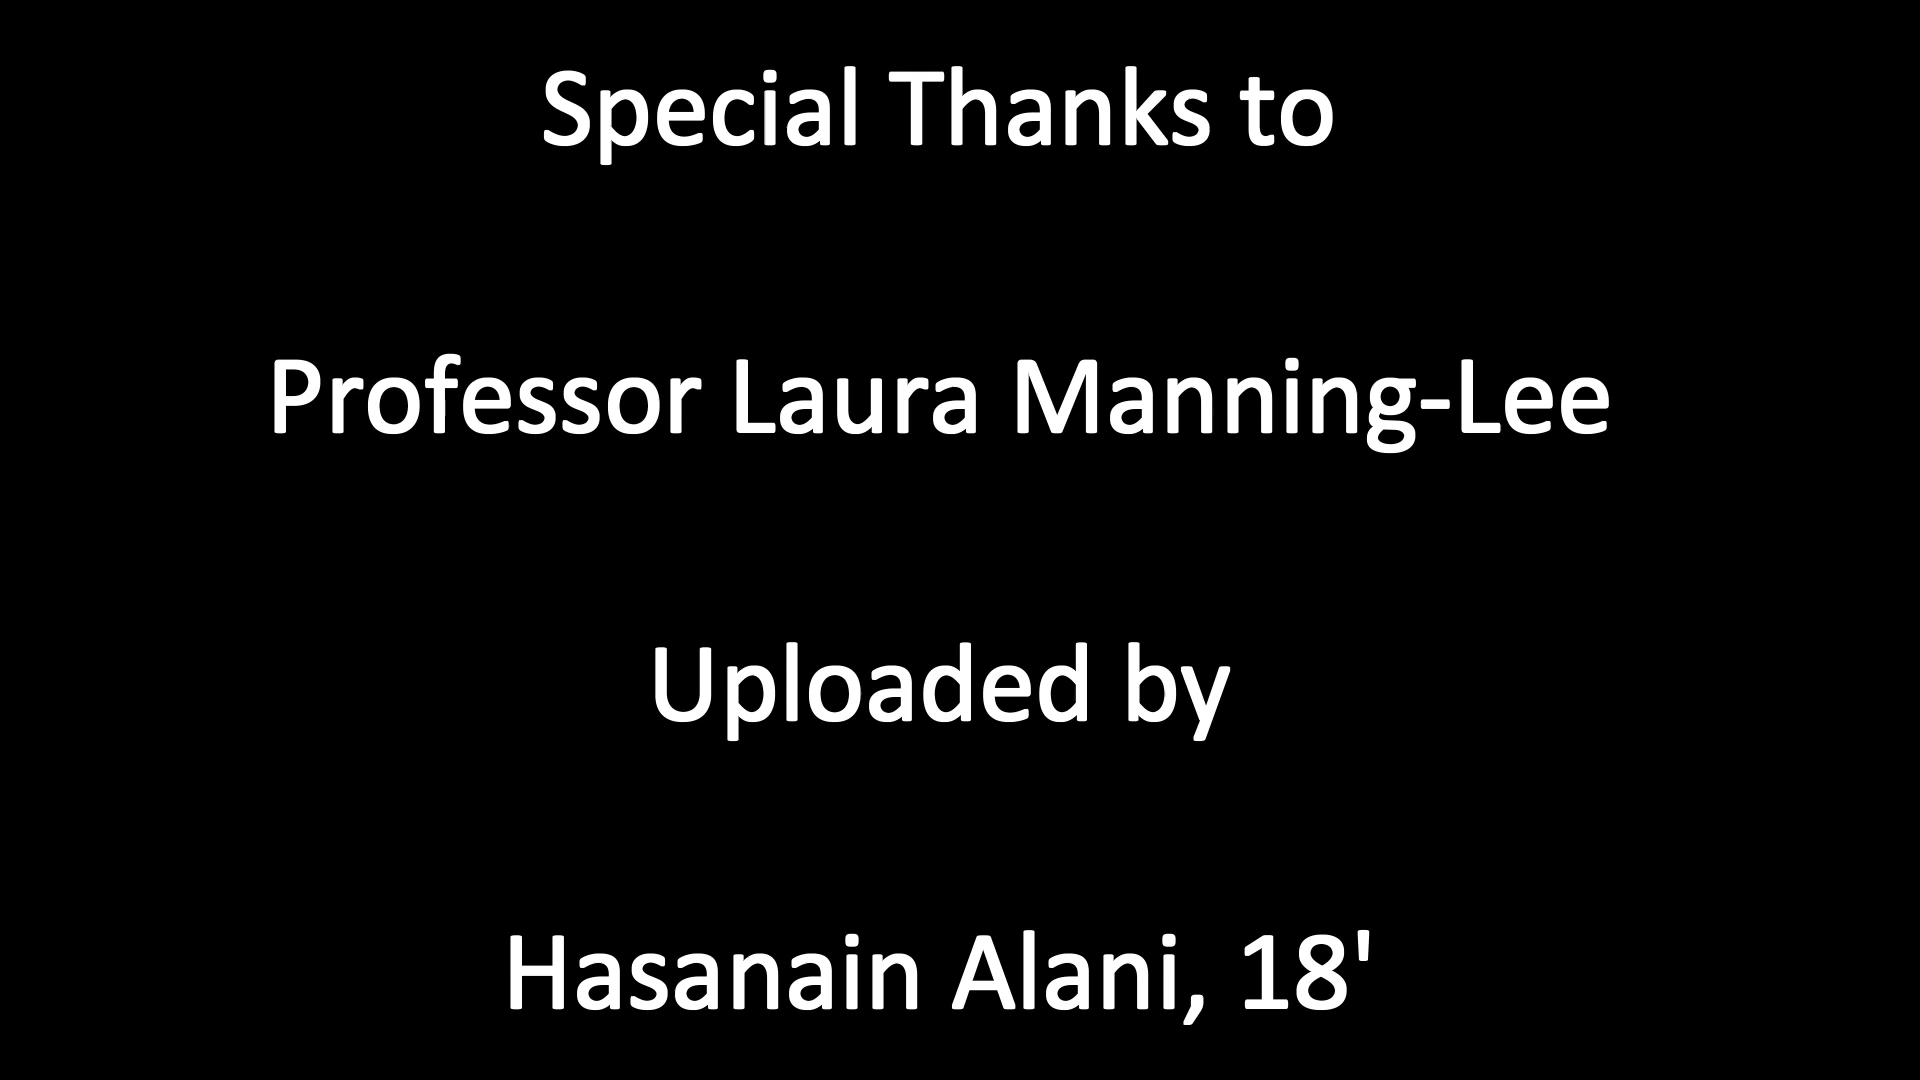 Special Thanks to
Professor Laura Manning-Lee
Uploaded by
Hasanain Alani, 18'